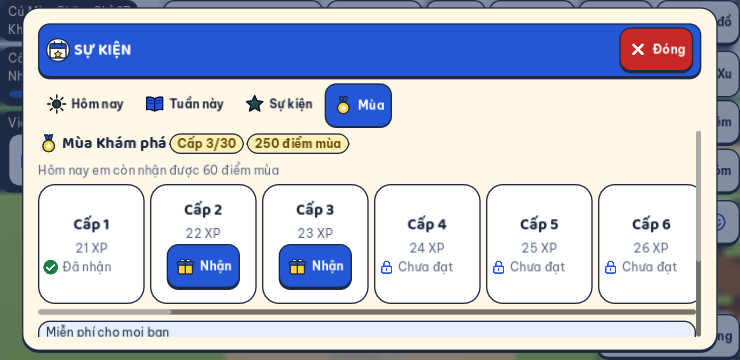 SỰ KIỆN
Đóng
Hôm nay
Tuần này
Sự kiện
Mùa
Mùa Khám phá
Cấp 3/30
250 điểm mùa
Hôm nay em còn nhận được 60 điểm mùa
Cấp 1
21 XP
Đã nhận
Cấp 2
22 XP
Nhận
Cấp 3
23 XP
Nhận
Cấp 4
24 XP
Chưa đạt
Cấp 5
25 XP
Chưa đạt
Cấp 6
26 XP
Chưa đạt
Miễn phí cho mọi bạn
Xu